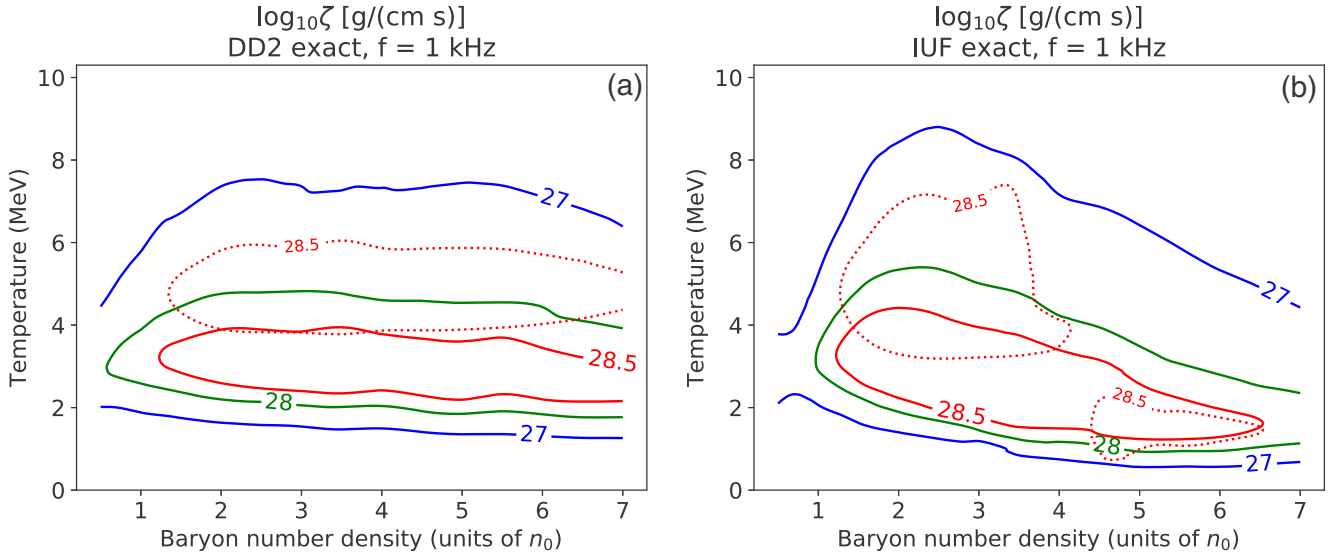 log₁₀ζ [g/(cm s)]
DD2 exact, f = 1 kHz
(a)
Temperature (MeV)
10
8
6
4
2
0
27
28.5
28.5
28
27
1 2 3 4 5 6 7
Baryon number density (units of n₀)
log₁₀ζ [g/(cm s)]
IUF exact, f = 1 kHz
(b)
Temperature (MeV)
10
8
6
4
2
0
28.5
27
28.5
28.5
28
27
1 2 3 4 5 6 7
Baryon number density (units of n₀)